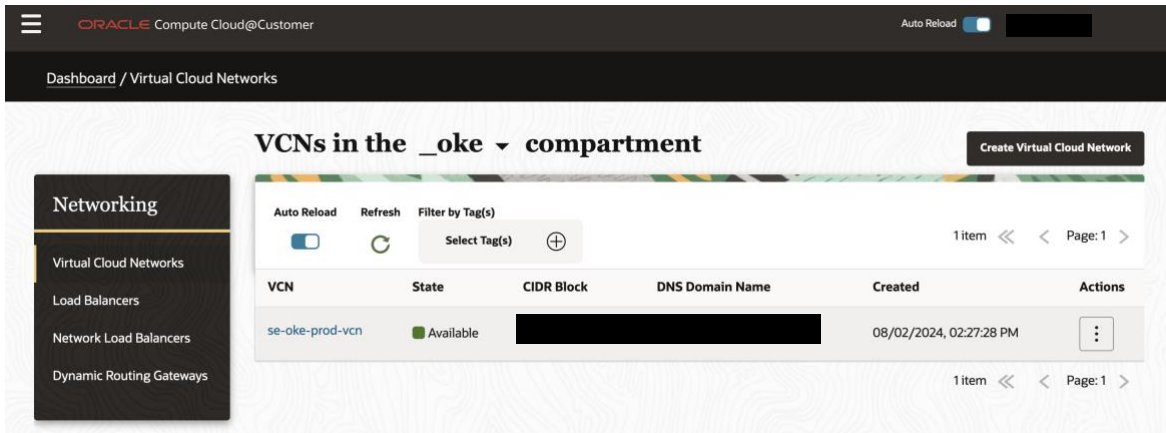 ORACLE Compute Cloud@Customer
Auto Reload
Dashboard / Virtual Cloud Networks
VCNs in the _oke compartment
Create Virtual Cloud Network
Networking
Virtual Cloud Networks
Load Balancers
Network Load Balancers
Dynamic Routing Gateways
Auto Reload Refresh Filter by Tag(s)
Select Tag(s)
1 item Page: 1
VCN State CIDR Block DNS Domain Name Created Actions
se-oke-prod-vcn Available 08/02/2024, 02:27:28 PM
1 item Page: 1